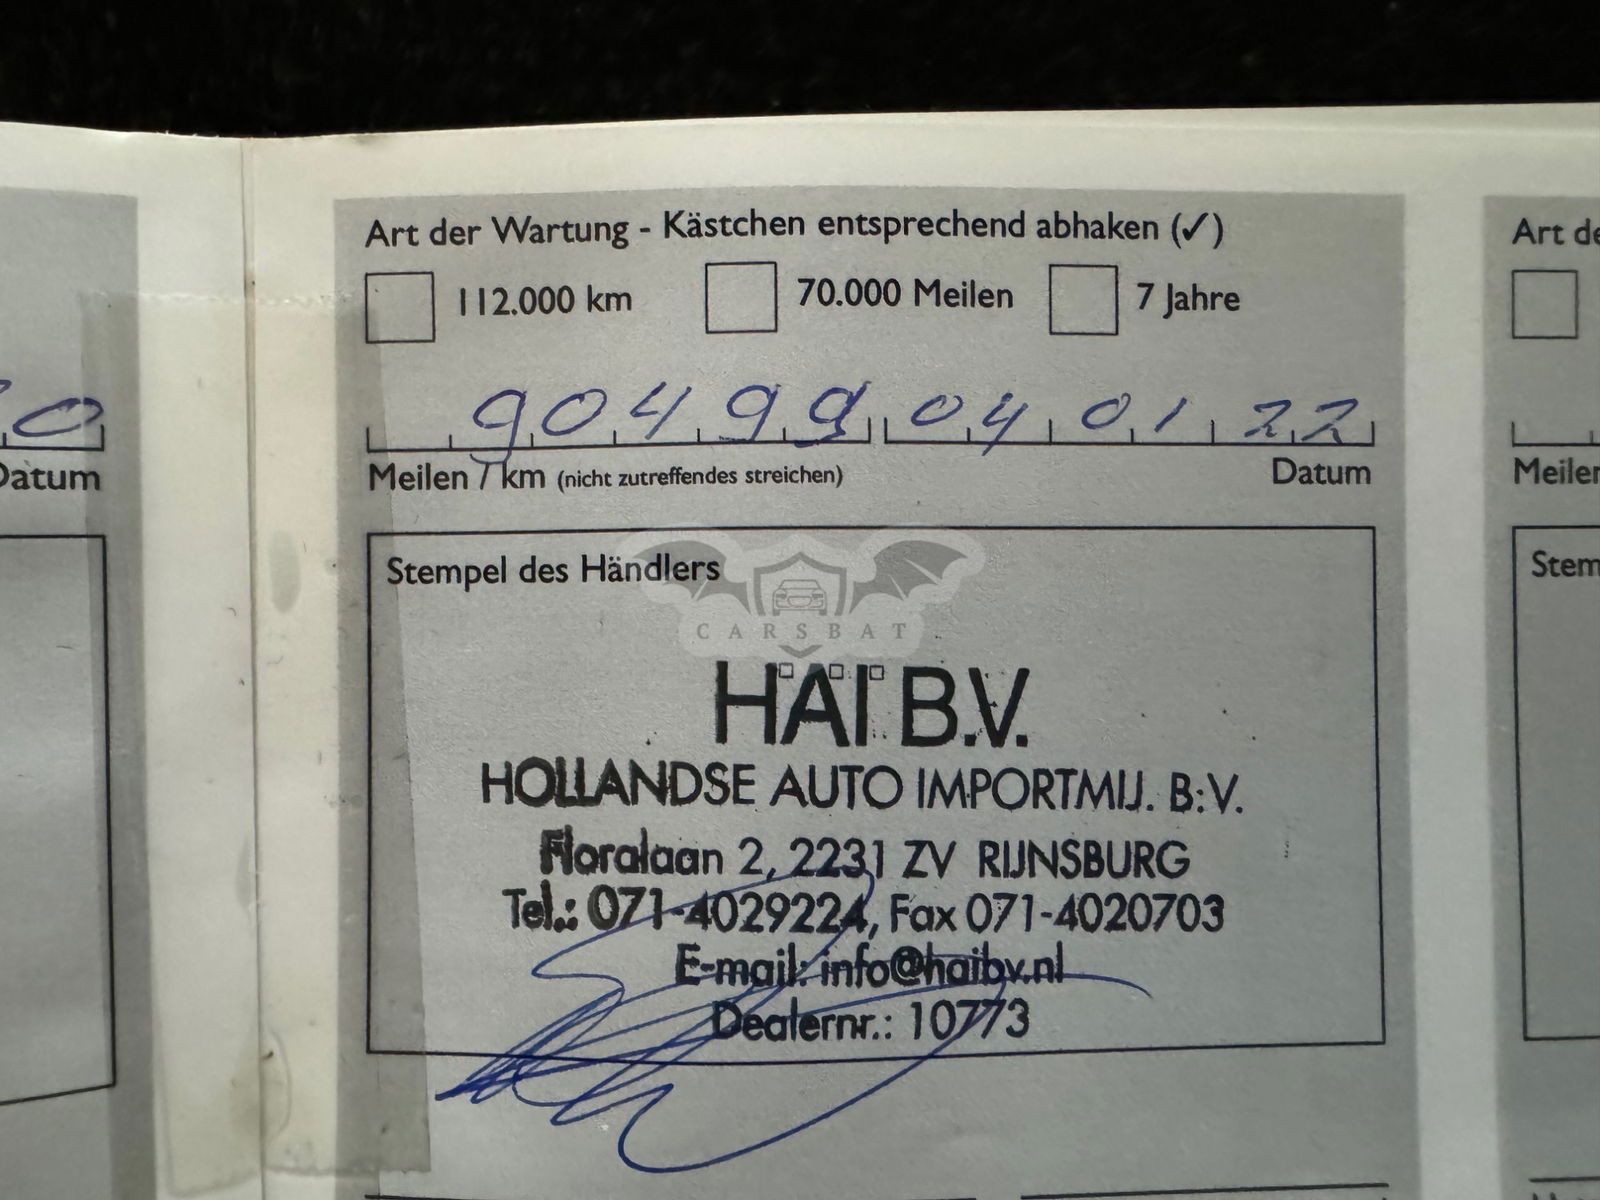 Art der Wartung - Kästchen entsprechend abhaken (✓)
112.000 km 70.000 Meilen 7 Jahre
90499 04 01 22
Meilen / km (nicht zutreffendes streichen) Datum
Stempel des Händlers
CARSBAT
HAI B.V.
HOLLANDSE AUTO IMPORTMIJ. B.V.
Floralaan 2, 2231 ZV RIJNSBURG
Tel.: 071-4029224, Fax 071-4020703
E-mail: info@haibv.nl
Dealernr.: 10773
0
Datum
Art de
Meilen
Stem